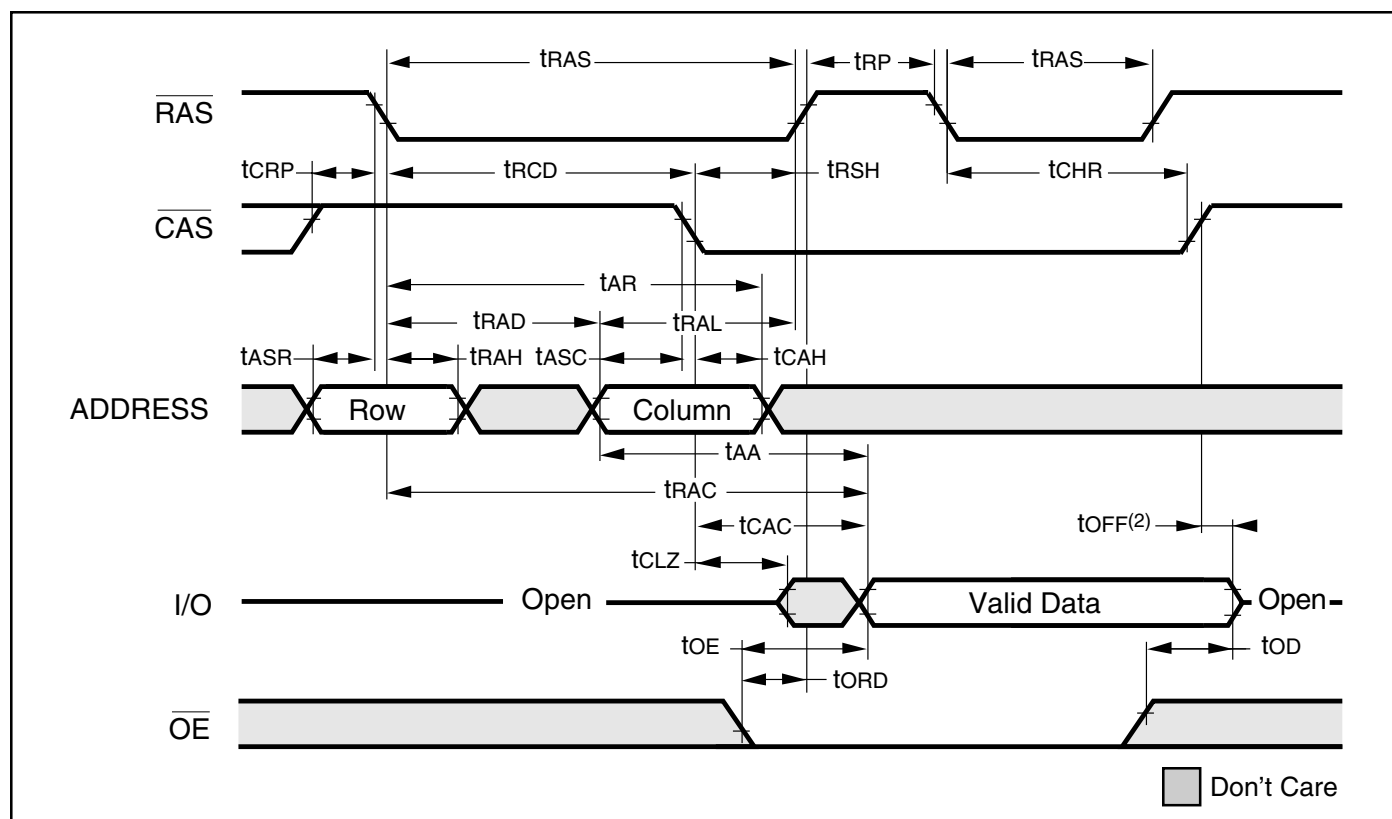 tRAS tRP tRAS
RAS
tCRP tRCD tRSH tCHR
CAS
tAR
tRAD tRAL
tASR tRAH tASC tCAH
ADDRESS Row Column
tAA
tRAC
tCAC tOFF(2)
tCLZ
I/O Open Valid Data Open
tOE tOD
tORD
OE
Don't Care